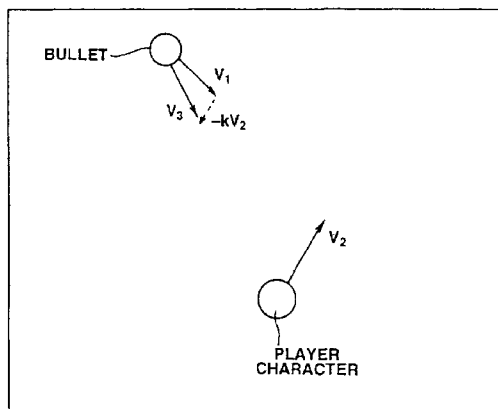 BULLET
V1
V3
-kV2
V2
PLAYER
CHARACTER